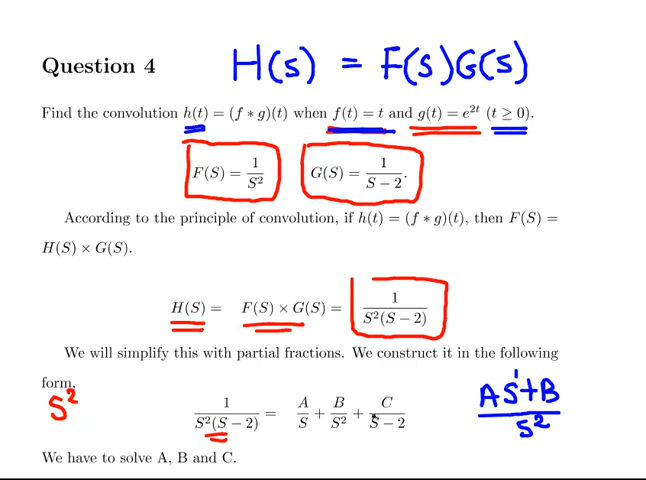 Question 4 H(s) = F(s)G(s)
Find the convolution h(t) = (f ∗ g)(t) when f(t) = t and g(t) = e^{2t} (t ≥ 0).
F(S) = 1/S² G(S) = 1/(S − 2).
According to the principle of convolution, if h(t) = (f ∗ g)(t), then F(S) =
H(S) × G(S).
H(S) = F(S) × G(S) = 1/(S²(S − 2))
We will simplify this with partial fractions. We construct it in the following
form.
S² 1/(S²(S − 2)) = A/S + B/S² + C/(S − 2) (AS¹+B)/S²
We have to solve A, B and C.